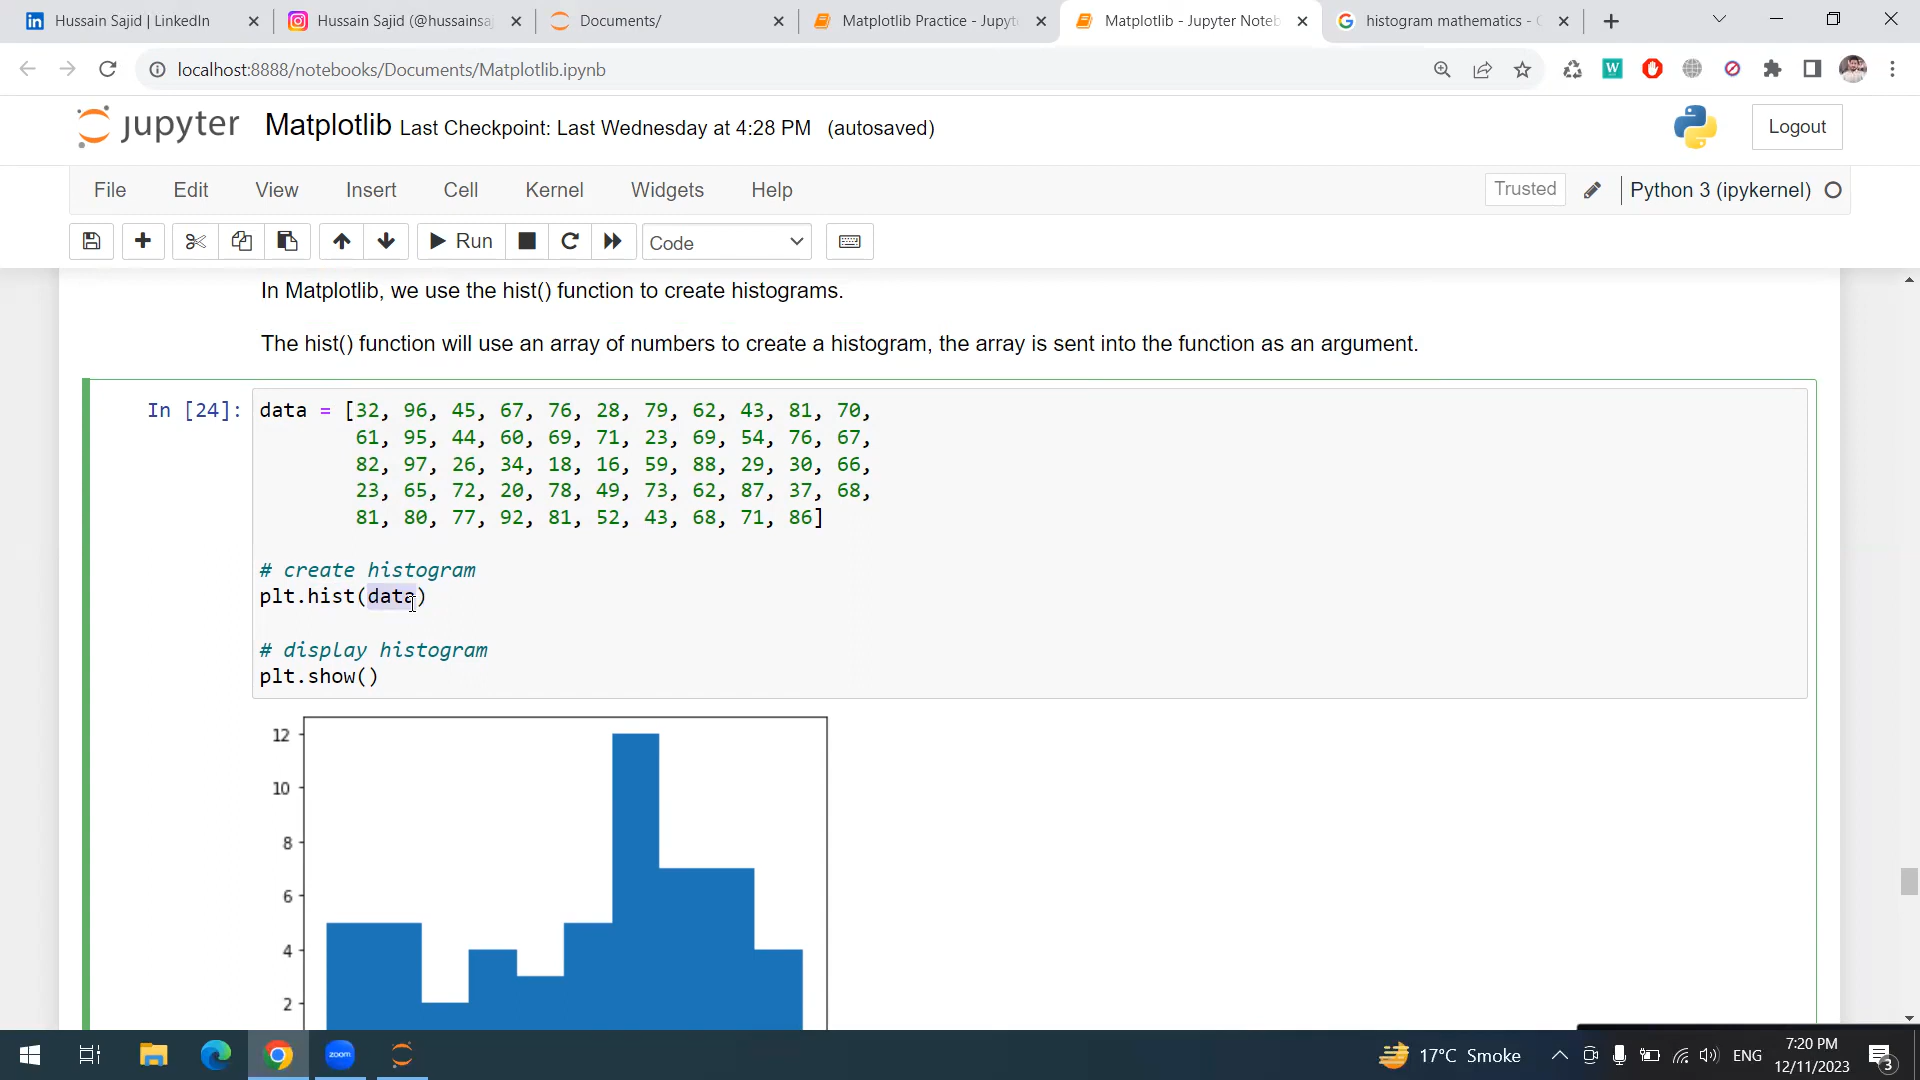 Hussain Sajid | LinkedIn
Hussain Sajid (@hussainsa
Documents/
Matplotlib Practice - Jupyt
Matplotlib - Jupyter Noteb
histogram mathematics -
localhost:8888/notebooks/Documents/Matplotlib.ipynb
jupyter Matplotlib Last Checkpoint: Last Wednesday at 4:28 PM (autosaved)
Logout
File Edit View Insert Cell Kernel Widgets Help
Trusted
Python 3 (ipykernel)
Run
Code
In Matplotlib, we use the hist() function to create histograms.
The hist() function will use an array of numbers to create a histogram, the array is sent into the function as an argument.
In [24]: data = [32, 96, 45, 67, 76, 28, 79, 62, 43, 81, 70,
61, 95, 44, 60, 69, 71, 23, 69, 54, 76, 67,
82, 97, 26, 34, 18, 16, 59, 88, 29, 30, 66,
23, 65, 72, 20, 78, 49, 73, 62, 87, 37, 68,
81, 80, 77, 92, 81, 52, 43, 68, 71, 86]
# create histogram
plt.hist(data)
# display histogram
plt.show()
12
10
8
6
4
2
zoom
17°C Smoke
ENG
7:20 PM
12/11/2023
3